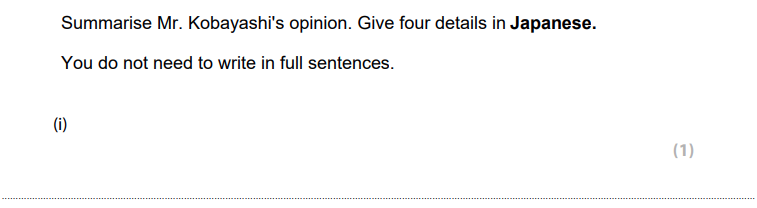 Summarise Mr. Kobayashi's opinion. Give four details in Japanese.
You do not need to write in full sentences.
(i)
(1)